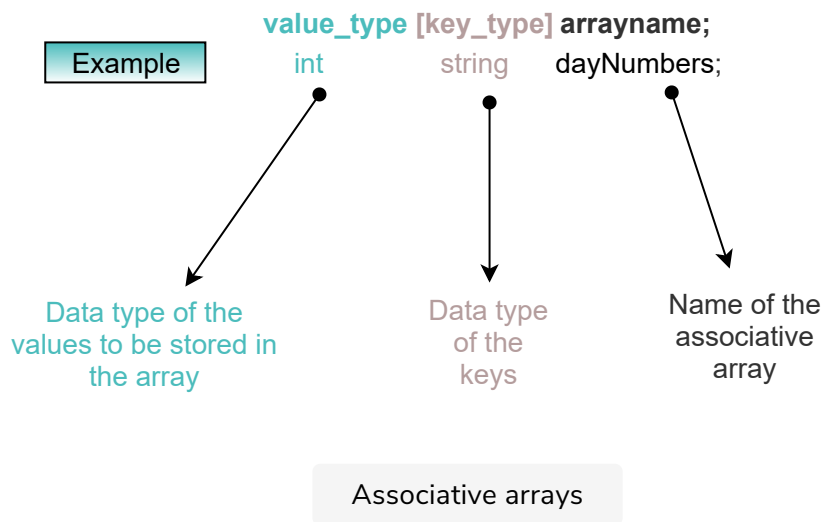 value_type [key_type] arrayname;
Example int string dayNumbers;
Data type of the
values to be stored in
the array
Data type
of the
keys
Name of the
associative
array
Associative arrays